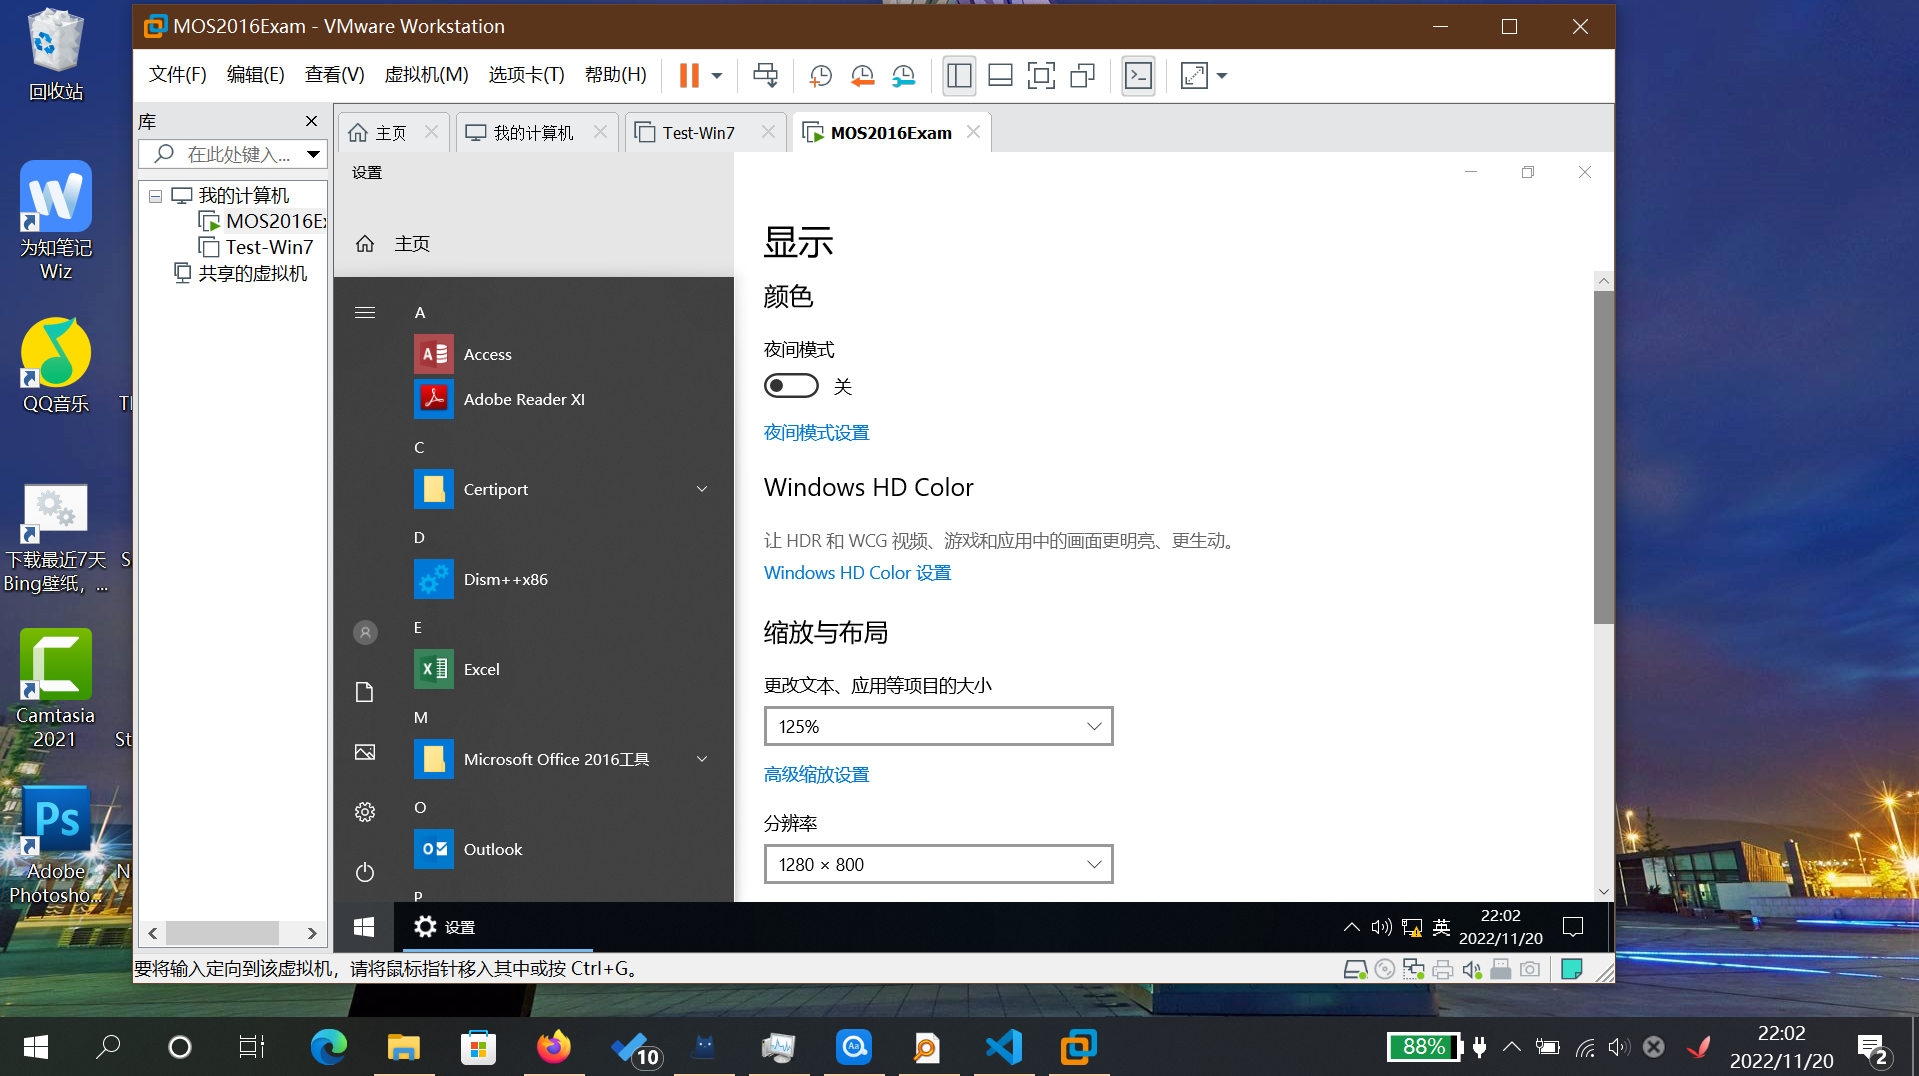 MOS2016Exam - VMware Workstation
文件(F) 编辑(E) 查看(V) 虚拟机(M) 选项卡(T) 帮助(H)
库
在此处键入...
我的计算机
MOS2016Ex
Test-Win7
共享的虚拟机
主页
我的计算机
Test-Win7
MOS2016Exam
设置
主页
A
Access
Adobe Reader XI
C
Certiport
D
Dism++x86
E
Excel
M
Microsoft Office 2016工具
O
Outlook
P
显示
颜色
夜间模式
关
夜间模式设置
Windows HD Color
让 HDR 和 WCG 视频、游戏和应用中的画面更明亮、更生动。
Windows HD Color 设置
缩放与布局
更改文本、应用等项目的大小
125%
高级缩放设置
分辨率
1280 × 800
设置
英
22:02
2022/11/20
要将输入定向到该虚拟机，请将鼠标指针移入其中或按 Ctrl+G。
回收站
为知笔记
Wiz
QQ音乐
下载最近7天
Bing壁纸，...
Camtasia
2021
Ps
Adobe
Photosho...
S
St
N
10
88%
22:02
2022/11/20
2